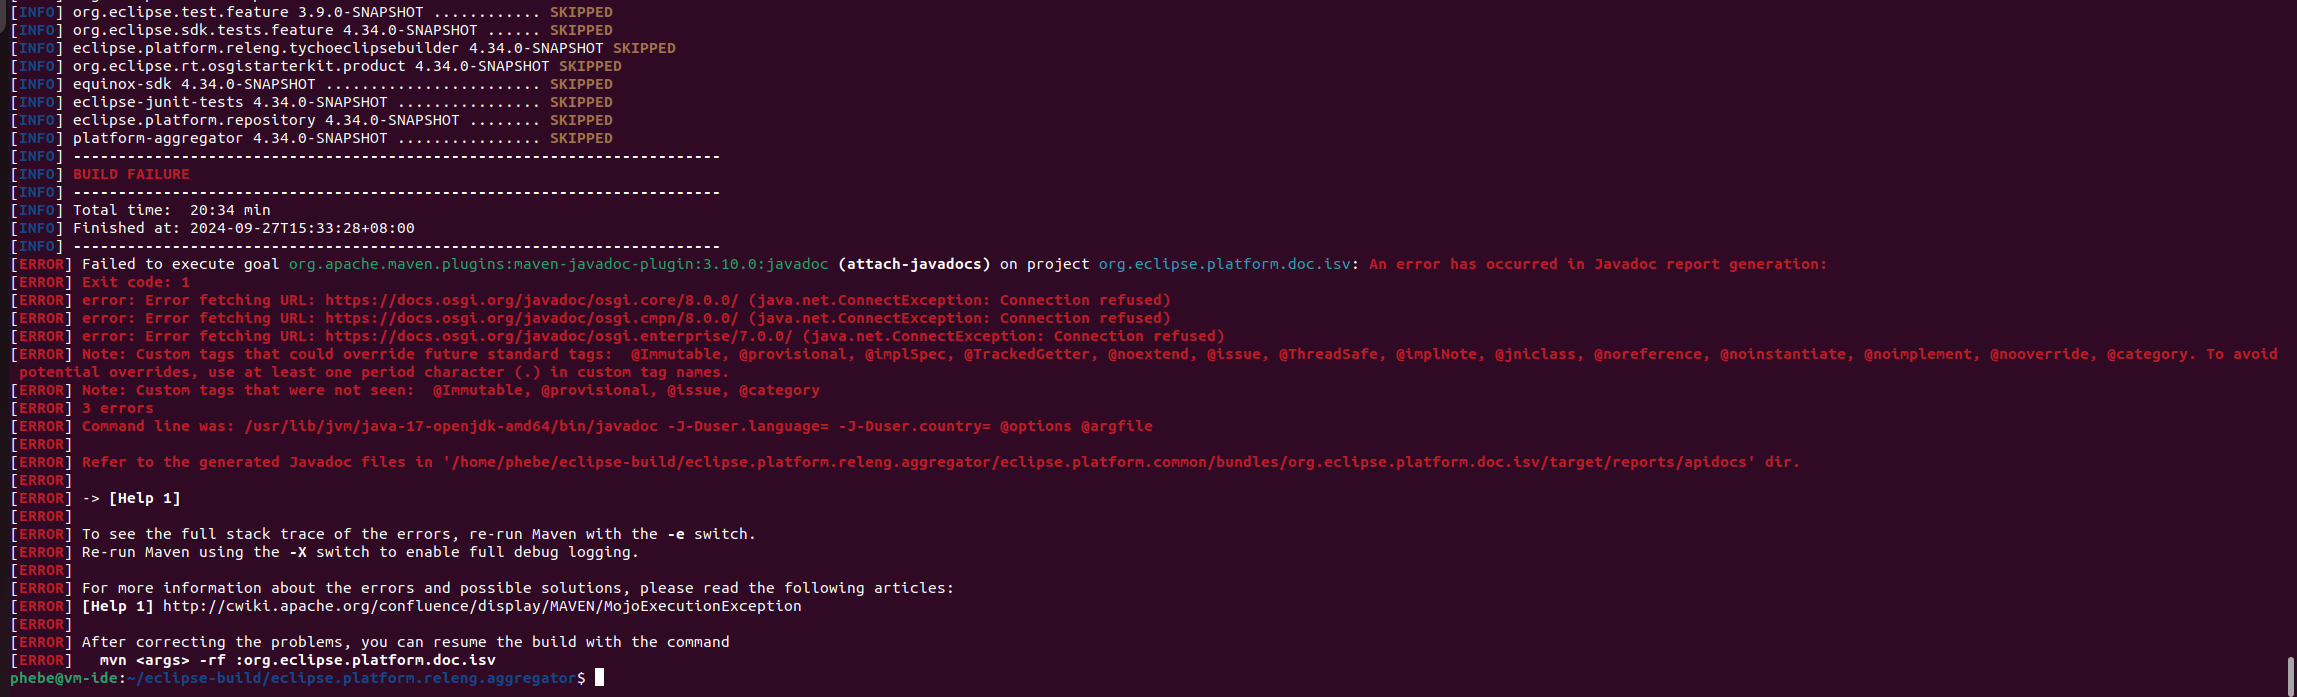 [INFO] org.eclipse.test.feature 3.9.0-SNAPSHOT ............ SKIPPED
[INFO] org.eclipse.sdk.tests.feature 4.34.0-SNAPSHOT ...... SKIPPED
[INFO] eclipse.platform.releng.tychoeclipsebuilder 4.34.0-SNAPSHOT SKIPPED
[INFO] org.eclipse.rt.osgistarterkit.product 4.34.0-SNAPSHOT SKIPPED
[INFO] equinox-sdk 4.34.0-SNAPSHOT ........................ SKIPPED
[INFO] eclipse-junit-tests 4.34.0-SNAPSHOT ................ SKIPPED
[INFO] eclipse.platform.repository 4.34.0-SNAPSHOT ........ SKIPPED
[INFO] platform-aggregator 4.34.0-SNAPSHOT ................ SKIPPED
[INFO] ------------------------------------------------------------------------
[INFO] BUILD FAILURE
[INFO] ------------------------------------------------------------------------
[INFO] Total time:  20:34 min
[INFO] Finished at: 2024-09-27T15:33:28+08:00
[INFO] ------------------------------------------------------------------------
[ERROR] Failed to execute goal org.apache.maven.plugins:maven-javadoc-plugin:3.10.0:javadoc (attach-javadocs) on project org.eclipse.platform.doc.isv: An error has occurred in Javadoc report generation:
[ERROR] Exit code: 1
[ERROR] error: Error fetching URL: https://docs.osgi.org/javadoc/osgi.core/8.0.0/ (java.net.ConnectException: Connection refused)
[ERROR] error: Error fetching URL: https://docs.osgi.org/javadoc/osgi.cmpn/8.0.0/ (java.net.ConnectException: Connection refused)
[ERROR] error: Error fetching URL: https://docs.osgi.org/javadoc/osgi.enterprise/7.0.0/ (java.net.ConnectException: Connection refused)
[ERROR] Note: Custom tags that could override future standard tags:  @Immutable, @provisional, @implSpec, @TrackedGetter, @noextend, @issue, @ThreadSafe, @implNote, @jniclass, @noreference, @noinstantiate, @noimplement, @nooverride, @category. To avoid
 potential overrides, use at least one period character (.) in custom tag names.
[ERROR] Note: Custom tags that were not seen:  @Immutable, @provisional, @issue, @category
[ERROR] 3 errors
[ERROR] Command line was: /usr/lib/jvm/java-17-openjdk-amd64/bin/javadoc -J-Duser.language= -J-Duser.country= @options @argfile
[ERROR]
[ERROR] Refer to the generated Javadoc files in '/home/phebe/eclipse-build/eclipse.platform.releng.aggregator/eclipse.platform.common/bundles/org.eclipse.platform.doc.isv/target/reports/apidocs' dir.
[ERROR]
[ERROR] -> [Help 1]
[ERROR]
[ERROR] To see the full stack trace of the errors, re-run Maven with the -e switch.
[ERROR] Re-run Maven using the -X switch to enable full debug logging.
[ERROR]
[ERROR] For more information about the errors and possible solutions, please read the following articles:
[ERROR] [Help 1] http://cwiki.apache.org/confluence/display/MAVEN/MojoExecutionException
[ERROR]
[ERROR] After correcting the problems, you can resume the build with the command
[ERROR]   mvn <args> -rf :org.eclipse.platform.doc.isv
phebe@vm-ide:~/eclipse-build/eclipse.platform.releng.aggregator$